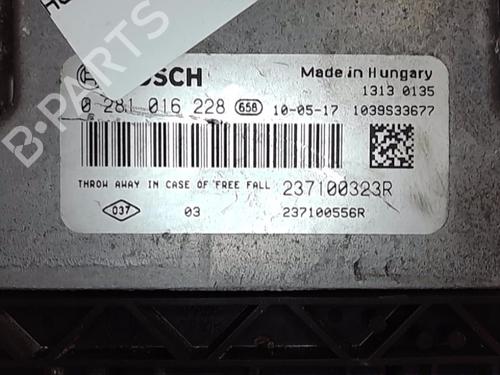 BOSCH
Made in Hungary
1313 0135
0 281 016 228 658 10-05-17 1039S33677
THROW AWAY IN CASE OF FREE FALL 237100323R
037 03 237100556R
B-PARTS